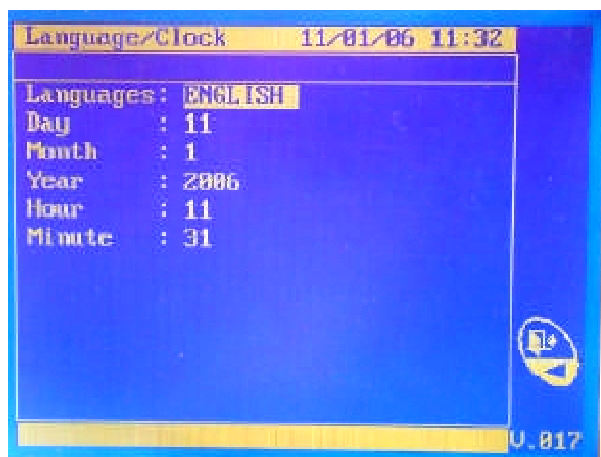 Language/Clock 11/01/06 11:32
Languages: ENGLISH
Day : 11
Month : 1
Year : 2006
Hour : 11
Minute : 31
V.017